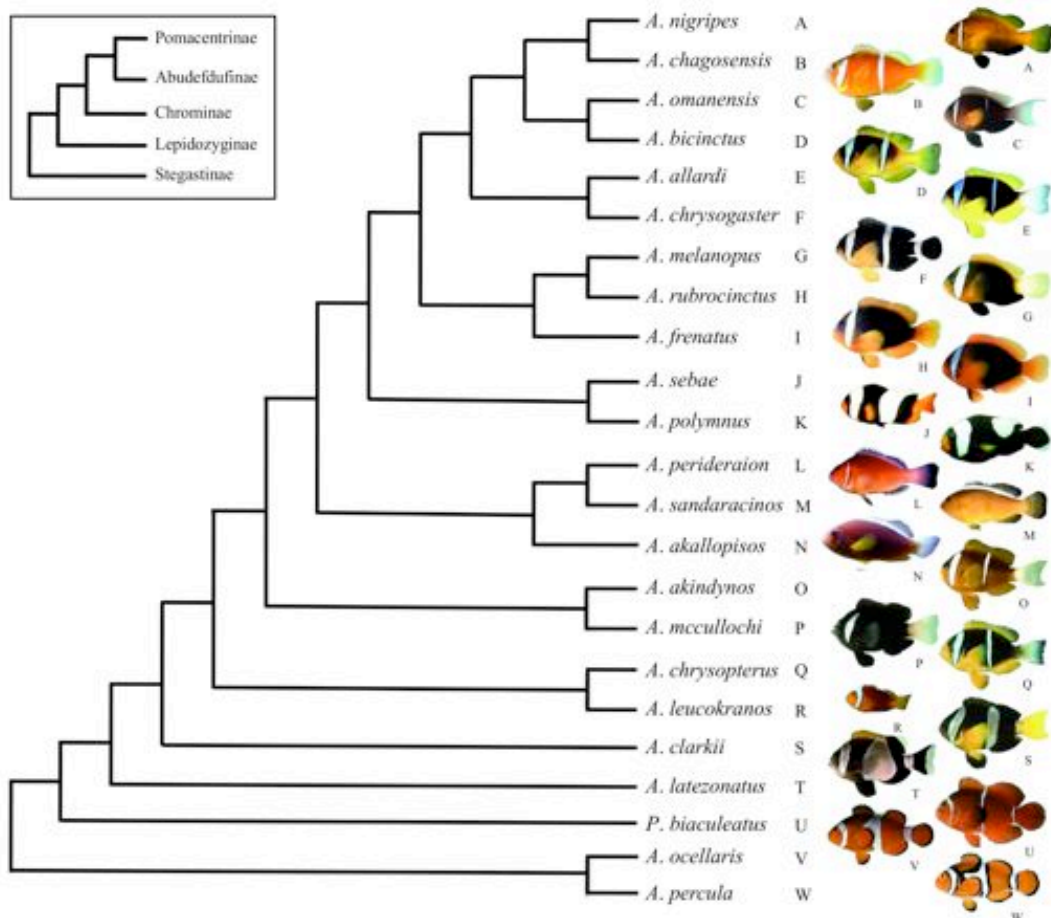 Pomacentrinae
Abudefdufinae
Chrominae
Lepidozyginae
Stegastinae
A. nigripes A
A. chagosensis B
A. omanensis C
A. bicinctus D
A. allardi E
A. chrysogaster F
A. melanopus G
A. rubrocinctus H
A. frenatus I
A. sebae J
A. polymnus K
A. perideraion L
A. sandaracinos M
A. akallopisos N
A. akindynos O
A. mccullochi P
A. chrysopterus Q
A. leucokranos R
A. clarkii S
A. latezonatus T
P. biaculeatus U
A. ocellaris V
A. percula W
A
B
C
D
E
F
G
H
I
J
K
L
M
N
O
P
Q
R
S
T
U
V
W